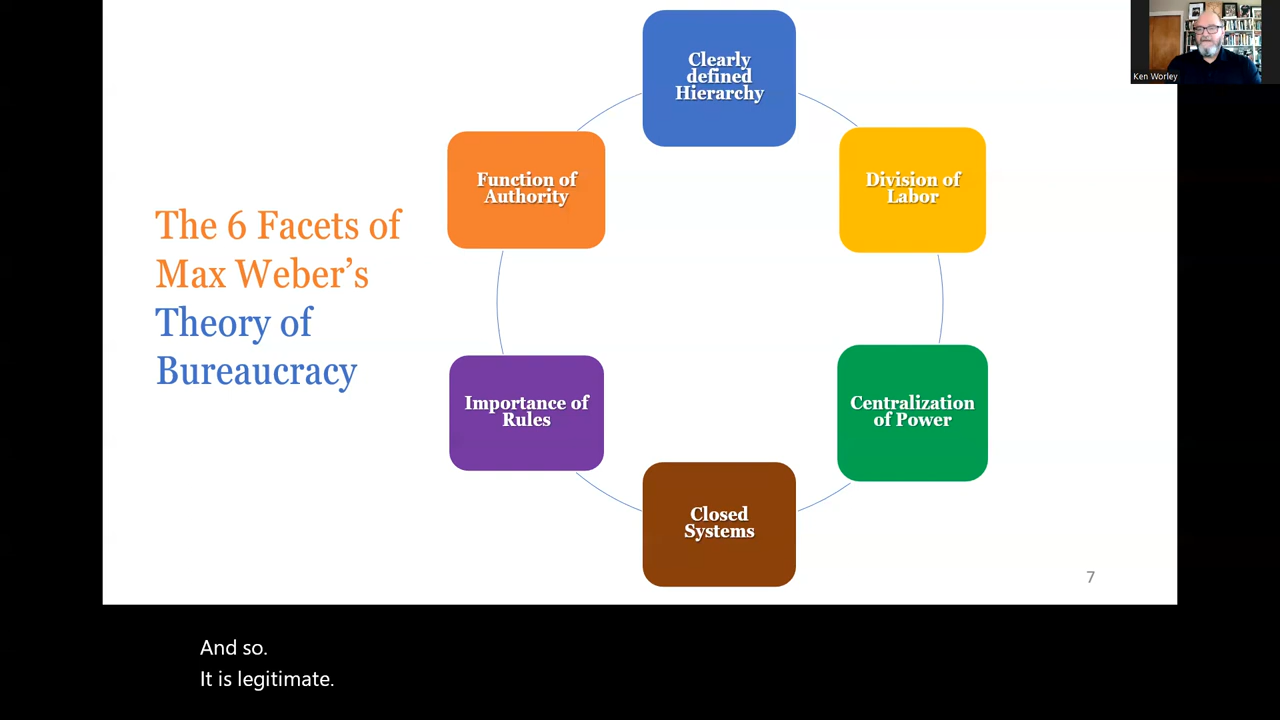 The 6 Facets of
Max Weber’s
Theory of
Bureaucracy
Clearly
defined
Hierarchy
Division of
Labor
Centralization
of Power
Closed
Systems
Importance of
Rules
Function of
Authority
7
Ken Worley
And so.
It is legitimate.